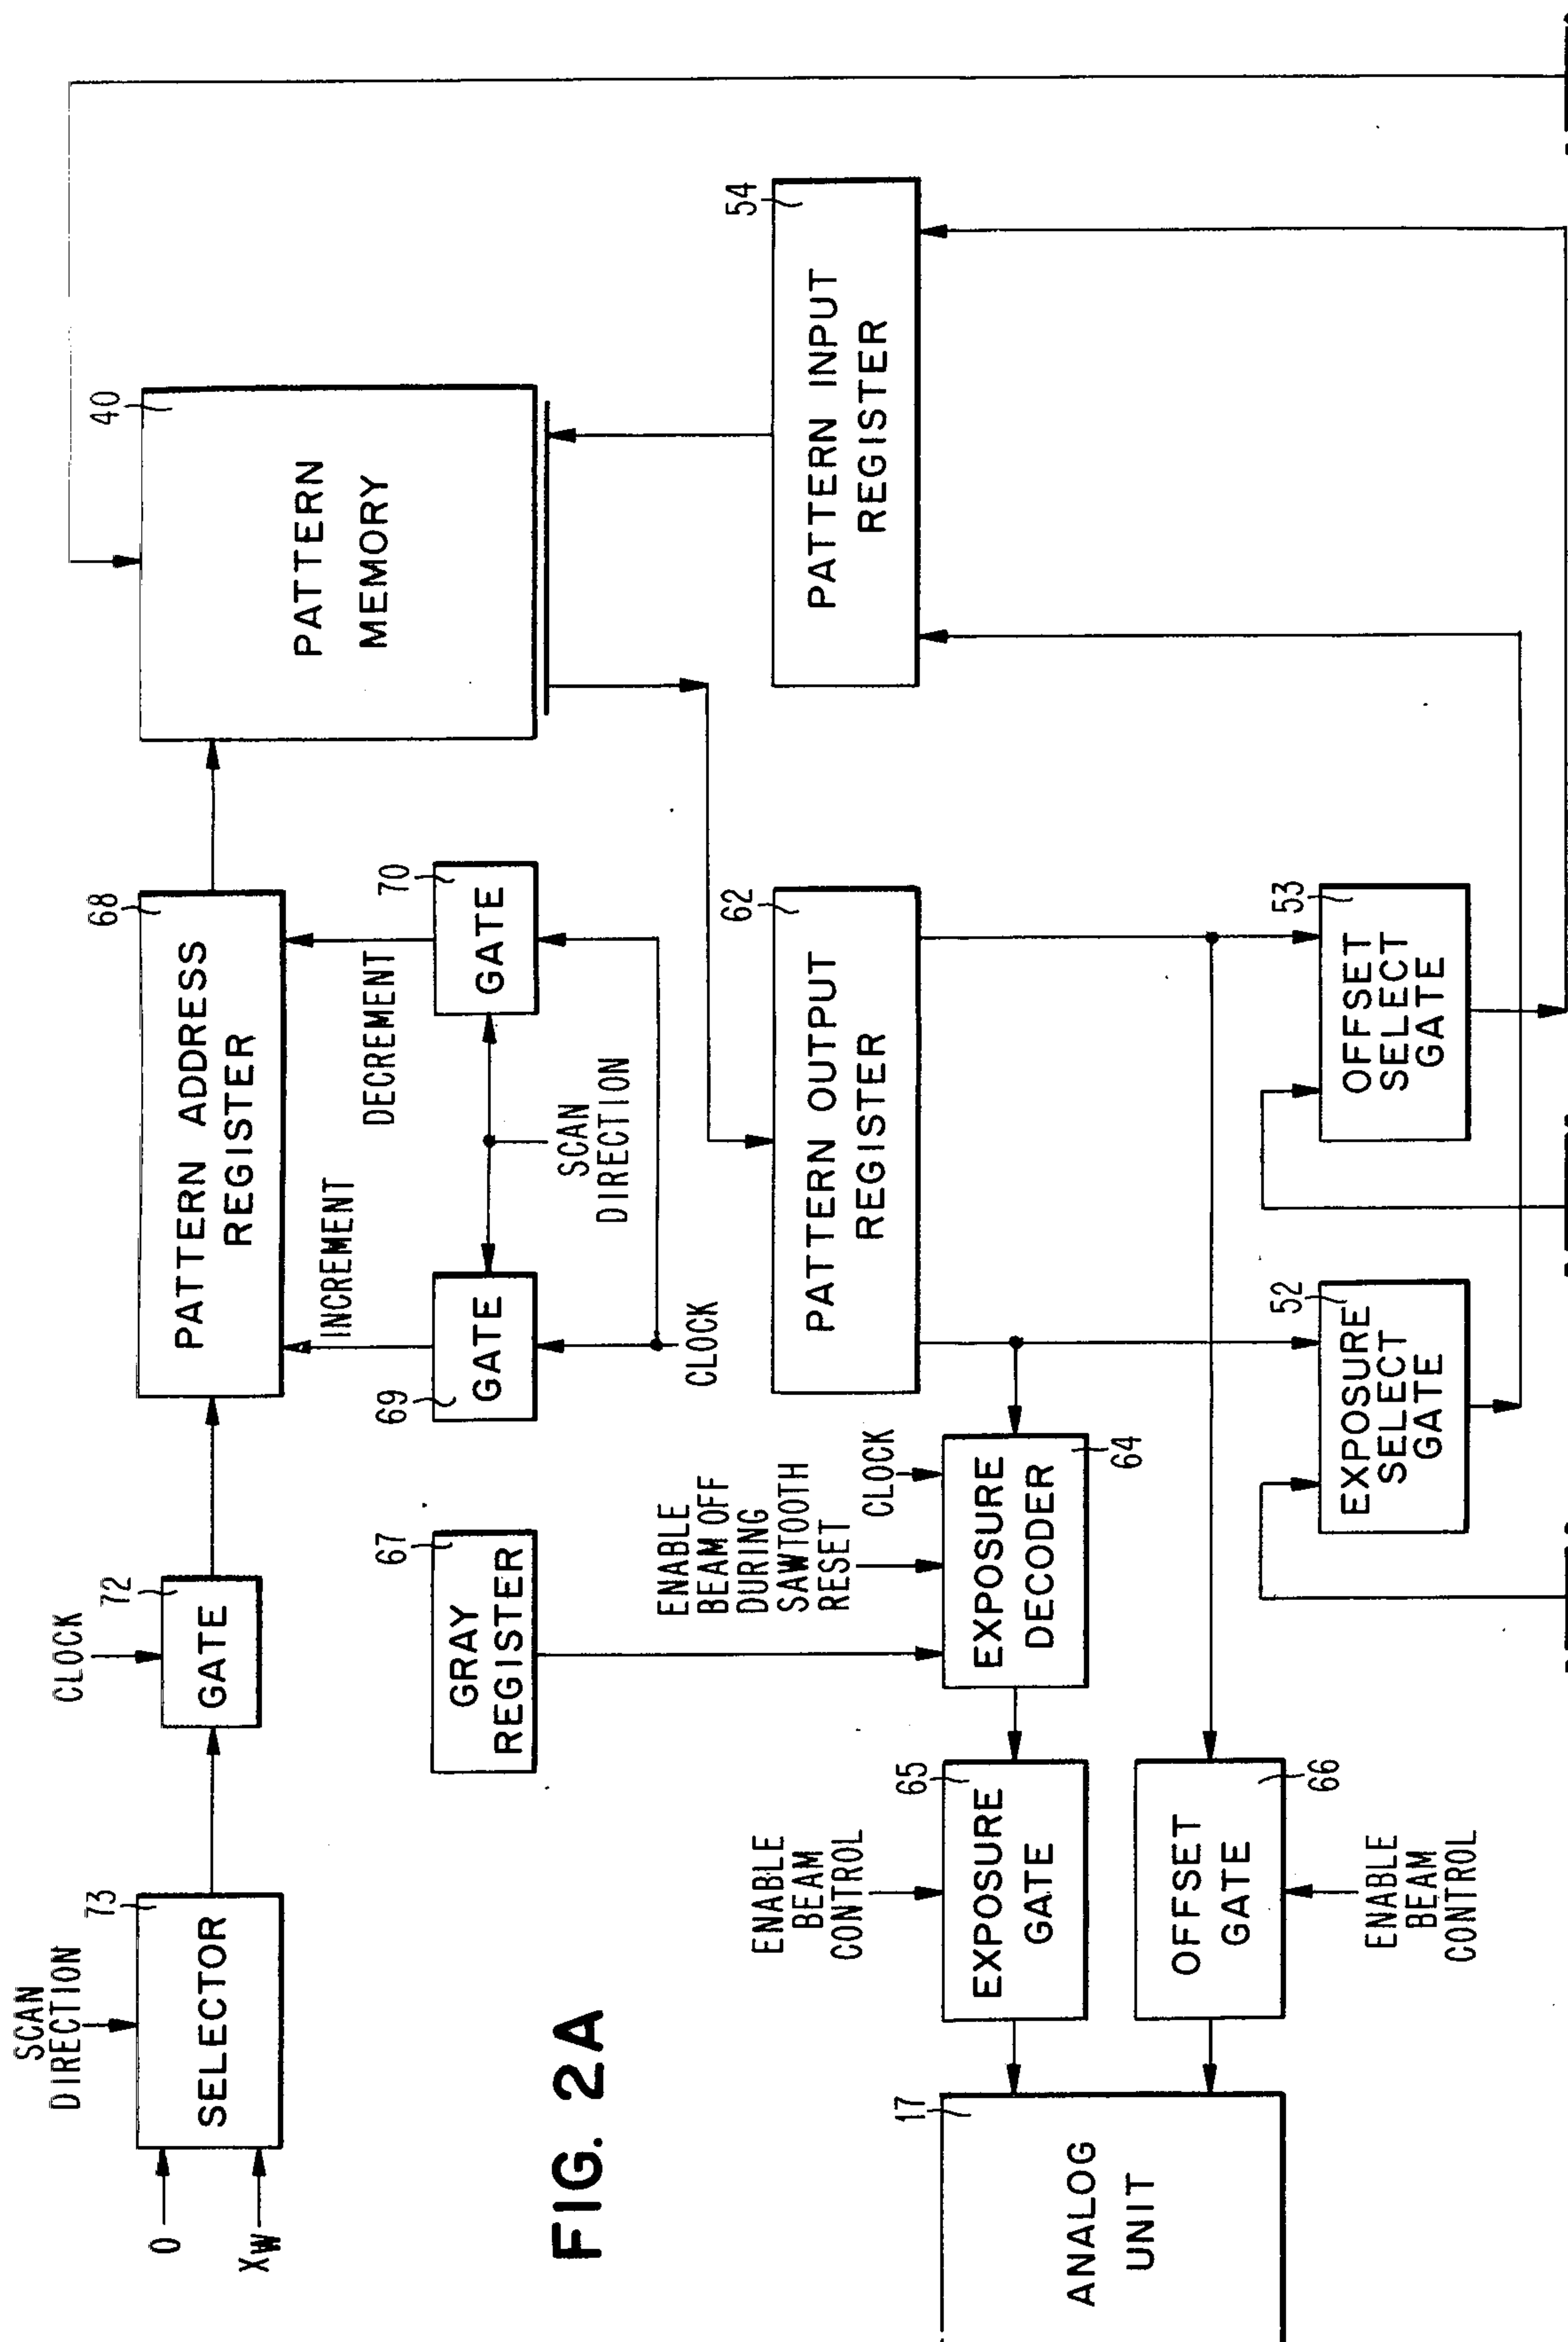 SCAN
DIRECTION
73
SELECTOR
0
XW
CLOCK
72
GATE
68
PATTERN ADDRESS
REGISTER
40
PATTERN
MEMORY
INCREMENT
DECREMENT
69
GATE
70
GATE
SCAN
DIRECTION
CLOCK
67
GRAY
REGISTER
FIG. 2A
54
PATTERN INPUT
REGISTER
62
PATTERN OUTPUT
REGISTER
ENABLE
BEAM OFF
DURING
SAWTOOTH
RESET
CLOCK
EXPOSURE
DECODER
64
ENABLE
BEAM
CONTROL
65
EXPOSURE
GATE
17
ANALOG
UNIT
OFFSET
GATE
66
ENABLE
BEAM
CONTROL
52
EXPOSURE
SELECT
GATE
53
OFFSET
SELECT
GATE